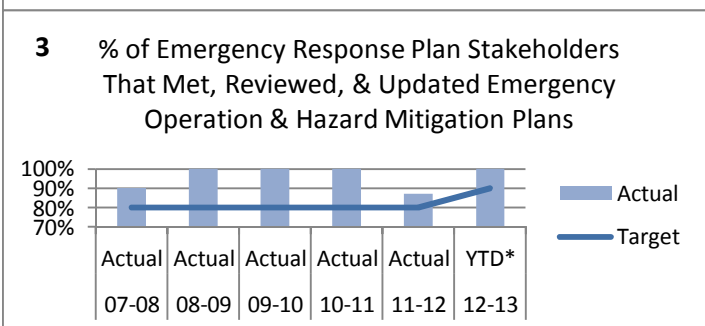 3 % of Emergency Response Plan Stakeholders
That Met, Reviewed, & Updated Emergency
Operation & Hazard Mitigation Plans
100%
90%
80%
70%
Actual
Target
Actual Actual Actual Actual Actual YTD*
07-08 08-09 09-10 10-11 11-12 12-13